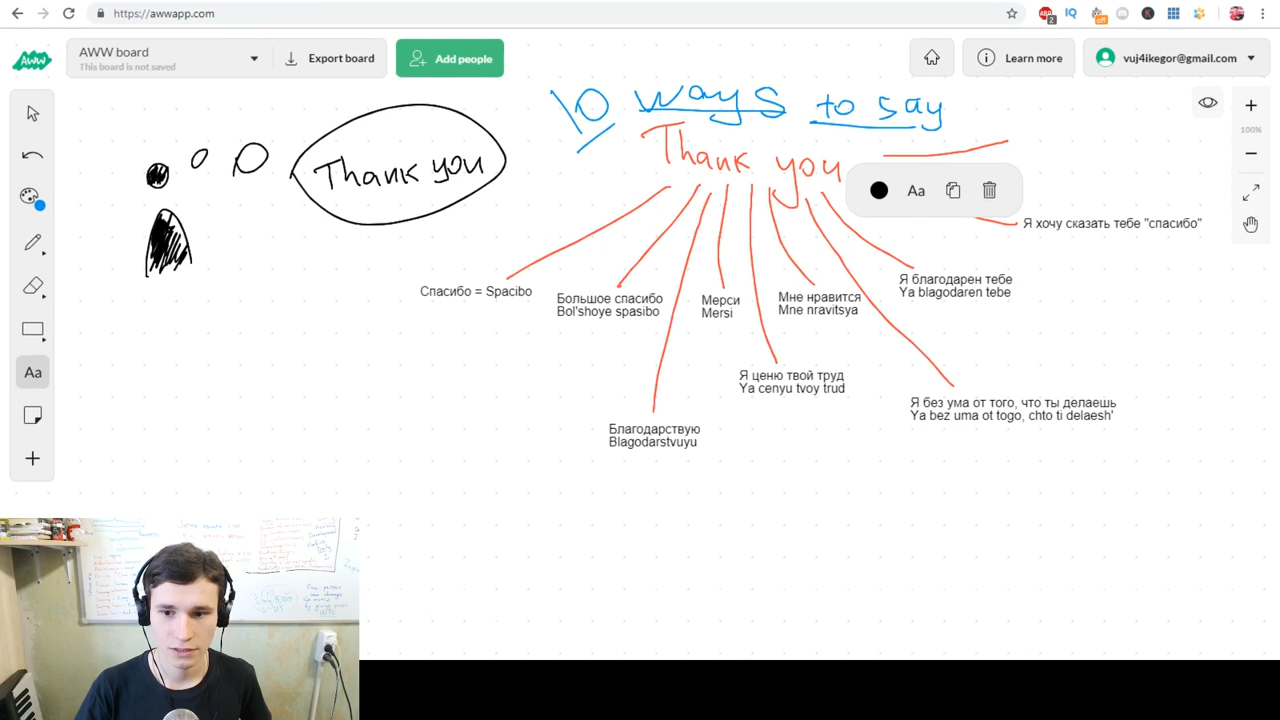 https://awwapp.com
AWW board
This board is not saved
Export board
Add people
Learn more
vuj4ikegor@gmail.com
10 ways to say
Thank you
Thank you
100%
Aa
Я хочу сказать тебе "спасибо"
Спасибо = Spacibo
Большое спасибо
Bol'shoye spasibo
Мерси
Mersi
Мне нравится
Mne nravitsya
Я благодарен тебе
Ya blagodaren tebe
Я ценю твой труд
Ya cenyu tvoy trud
Я без ума от того, что ты делаешь
Ya bez uma ot togo, chto ti delaesh'
Благодарствую
Blagodarstvuyu
Aa